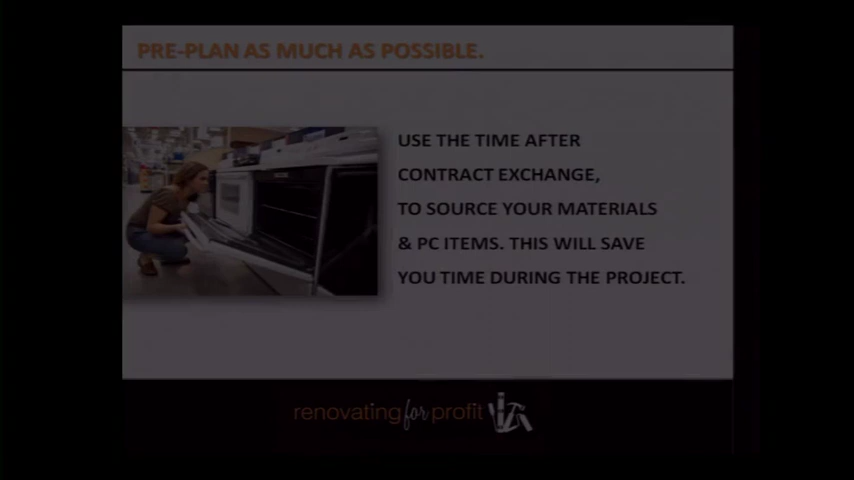 PRE-PLAN AS MUCH AS POSSIBLE.
USE THE TIME AFTER
CONTRACT EXCHANGE,
TO SOURCE YOUR MATERIALS
& PC ITEMS. THIS WILL SAVE
YOU TIME DURING THE PROJECT.
renovating for profit